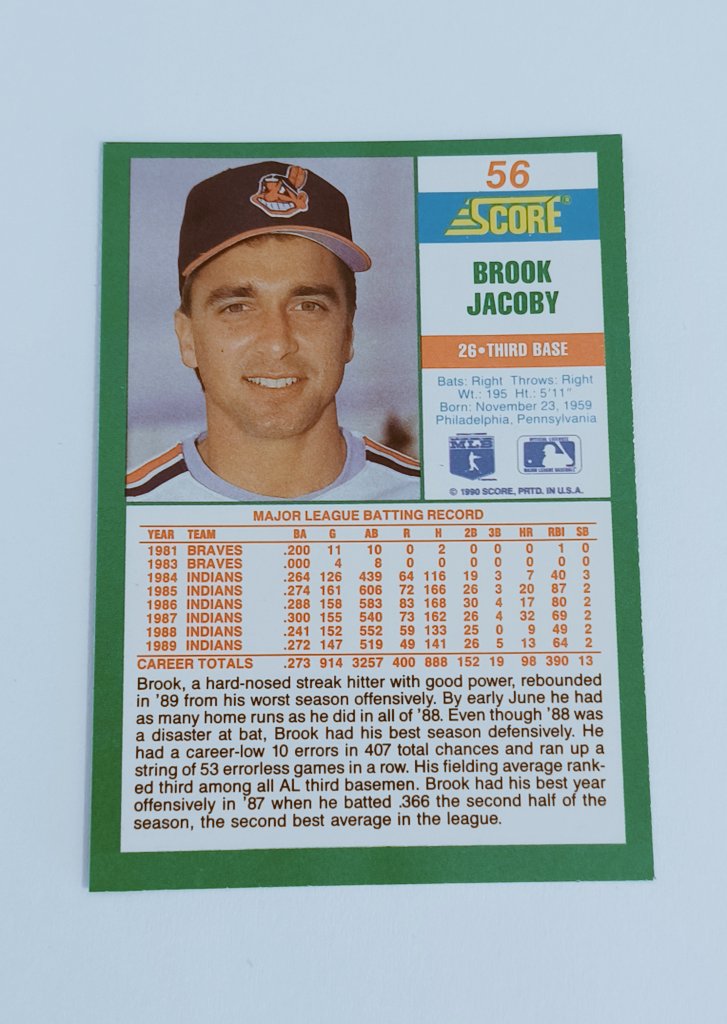 56
SCORE®
BROOK
JACOBY
26•THIRD BASE
Bats: Right Throws: Right
Wt.: 195 Ht.: 5'11"
Born: November 23, 1959
Philadelphia, Pennsylvania
MLB
MAJOR LEAGUE BASEBALL
© 1990 SCORE, PRTD. IN U.S.A.
MAJOR LEAGUE BATTING RECORD
YEAR TEAM BA G AB R H 2B 3B HR RBI SB
1981 BRAVES .200 11 10 0 2 0 0 0 1 0
1983 BRAVES .000 4 8 0 0 0 0 0 0 0
1984 INDIANS .264 126 439 64 116 19 3 7 40 3
1985 INDIANS .274 161 606 72 166 26 3 20 87 2
1986 INDIANS .288 158 583 83 168 30 4 17 80 2
1987 INDIANS .300 155 540 73 162 26 4 32 69 2
1988 INDIANS .241 152 552 59 133 25 0 9 49 2
1989 INDIANS .272 147 519 49 141 26 5 13 64 2
CAREER TOTALS .273 914 3257 400 888 152 19 98 390 13
Brook, a hard-nosed streak hitter with good power, rebounded
in '89 from his worst season offensively. By early June he had
as many home runs as he did in all of '88. Even though '88 was
a disaster at bat, Brook had his best season defensively. He
had a career-low 10 errors in 407 total chances and ran up a
string of 53 errorless games in a row. His fielding average rank-
ed third among all AL third basemen. Brook had his best year
offensively in '87 when he batted .366 the second half of the
season, the second best average in the league.